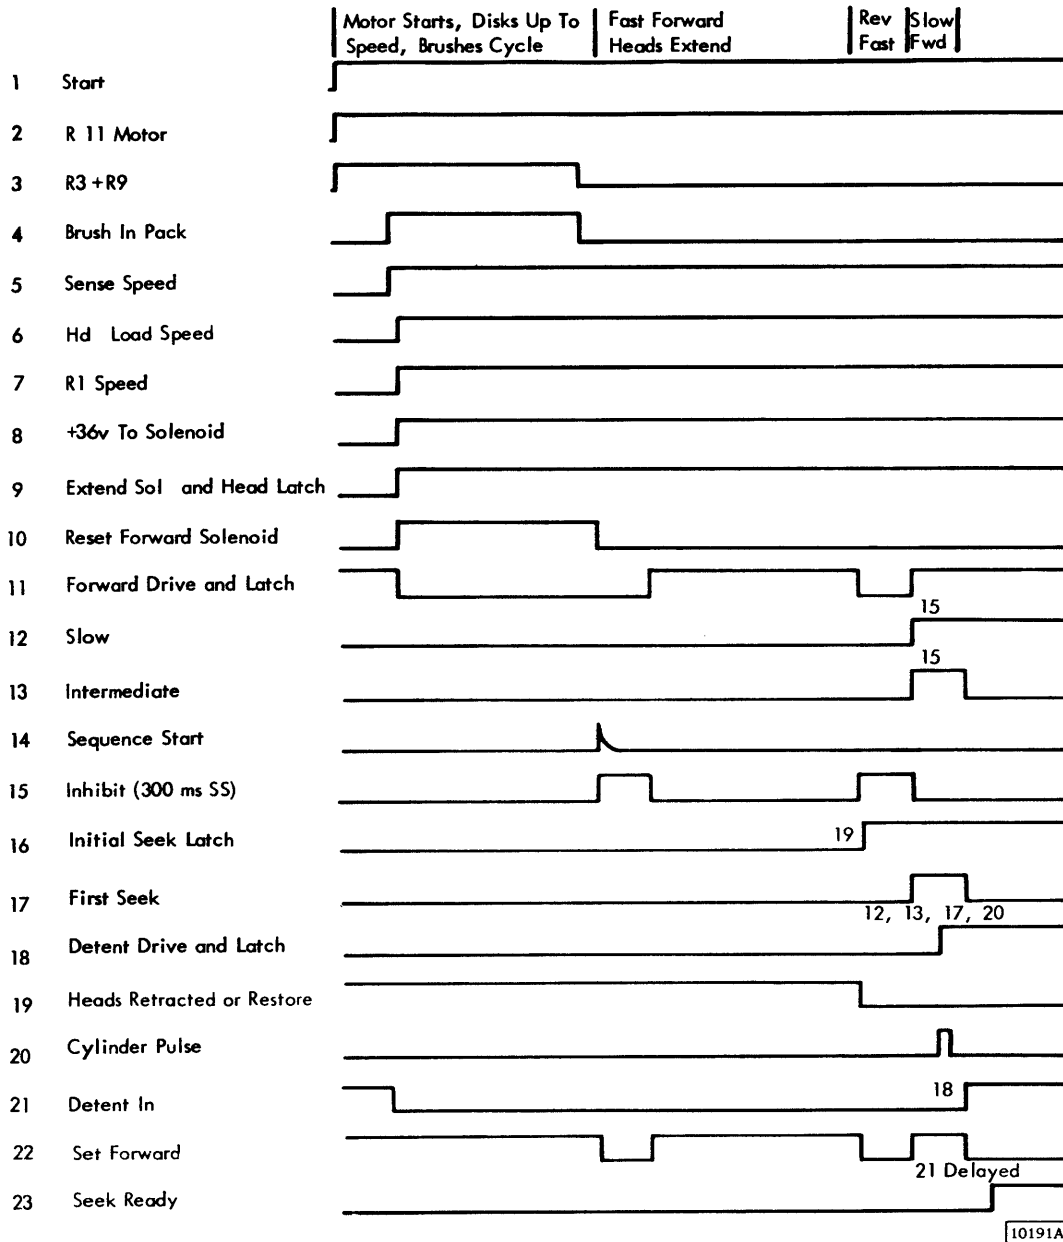 Motor Starts, Disks Up To Speed, Brushes Cycle
Fast Forward Heads Extend
Rev Fast
Slow Fwd
1 Start
2 R 11 Motor
3 R3 +R9
4 Brush In Pack
5 Sense Speed
6 Hd Load Speed
7 R1 Speed
8 +36v To Solenoid
9 Extend Sol and Head Latch
10 Reset Forward Solenoid
11 Forward Drive and Latch
15
12 Slow
15
13 Intermediate
14 Sequence Start
15 Inhibit (300 ms SS)
16 Initial Seek Latch 19
17 First Seek
12, 13, 17, 20
18 Detent Drive and Latch
19 Heads Retracted or Restore
20 Cylinder Pulse
21 Detent In 18
22 Set Forward
21 Delayed
23 Seek Ready
10191A